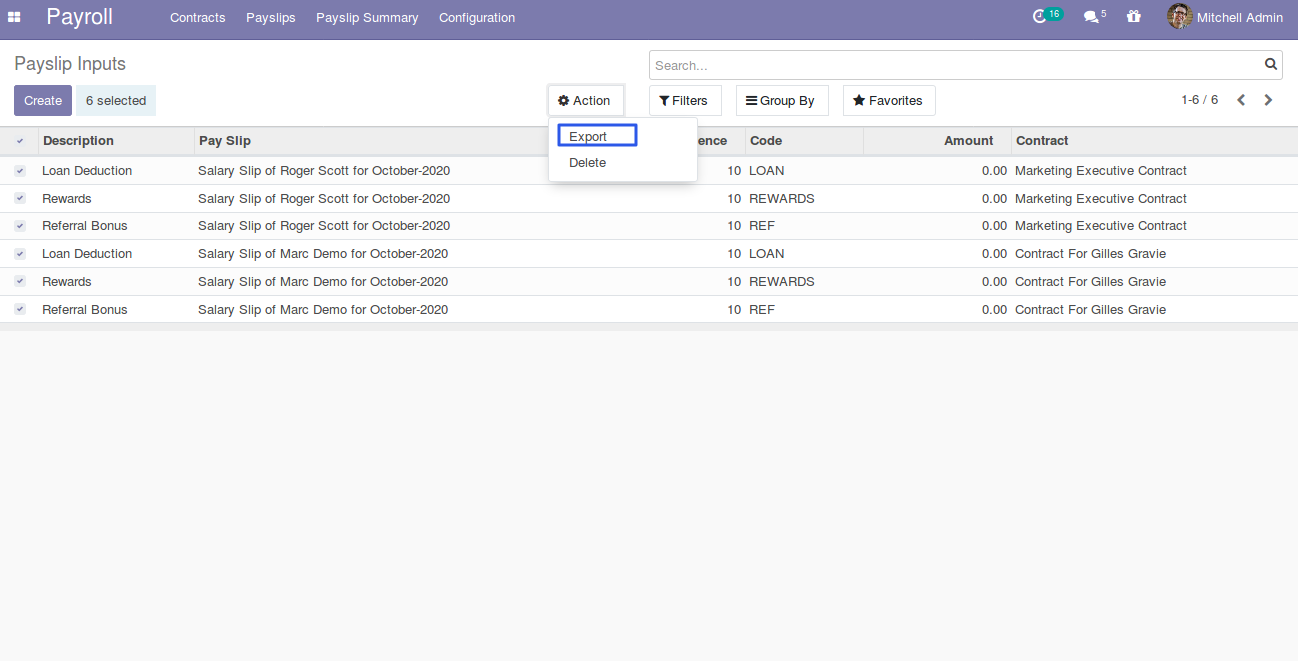 Payroll Contracts Payslips Payslip Summary Configuration 16 5 Mitchell Admin
Payslip Inputs Search...
Create 6 selected Action Filters Group By Favorites 1-6 / 6
Export
Delete
Description Pay Slip ence Code Amount Contract
Loan Deduction Salary Slip of Roger Scott for October-2020 10 LOAN 0.00 Marketing Executive Contract
Rewards Salary Slip of Roger Scott for October-2020 10 REWARDS 0.00 Marketing Executive Contract
Referral Bonus Salary Slip of Roger Scott for October-2020 10 REF 0.00 Marketing Executive Contract
Loan Deduction Salary Slip of Marc Demo for October-2020 10 LOAN 0.00 Contract For Gilles Gravie
Rewards Salary Slip of Marc Demo for October-2020 10 REWARDS 0.00 Contract For Gilles Gravie
Referral Bonus Salary Slip of Marc Demo for October-2020 10 REF 0.00 Contract For Gilles Gravie